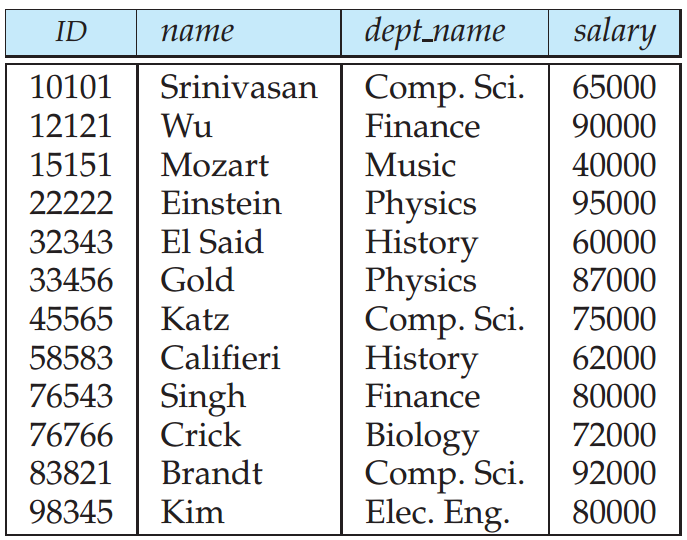 ID name dept_name salary
10101 Srinivasan Comp. Sci. 65000
12121 Wu Finance 90000
15151 Mozart Music 40000
22222 Einstein Physics 95000
32343 El Said History 60000
33456 Gold Physics 87000
45565 Katz Comp. Sci. 75000
58583 Califieri History 62000
76543 Singh Finance 80000
76766 Crick Biology 72000
83821 Brandt Comp. Sci. 92000
98345 Kim Elec. Eng. 80000